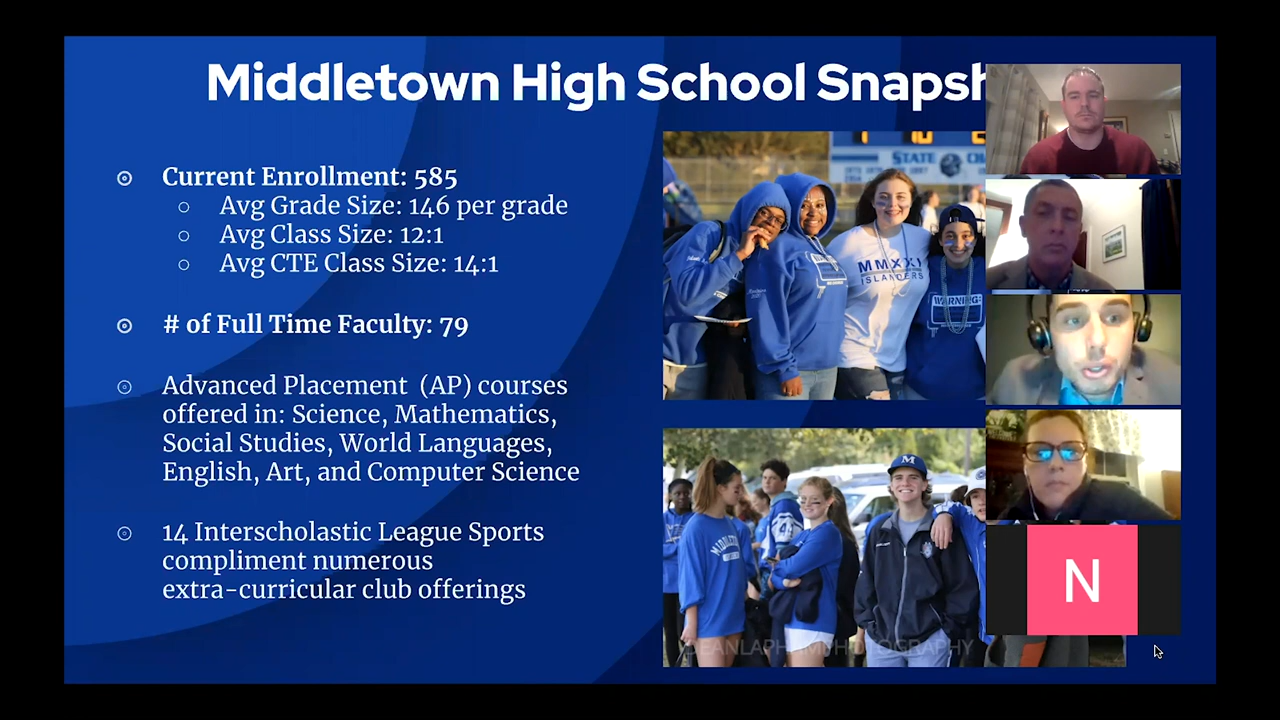 Middletown High School Snapsh
Current Enrollment: 585
Avg Grade Size: 146 per grade
Avg Class Size: 12:1
Avg CTE Class Size: 14:1
# of Full Time Faculty: 79
Advanced Placement (AP) courses
offered in: Science, Mathematics,
Social Studies, World Languages,
English, Art, and Computer Science
14 Interscholastic League Sports
compliment numerous
extra-curricular club offerings
STATE CHA
MMXXI
ISLANDERS
WARNING:
M
N